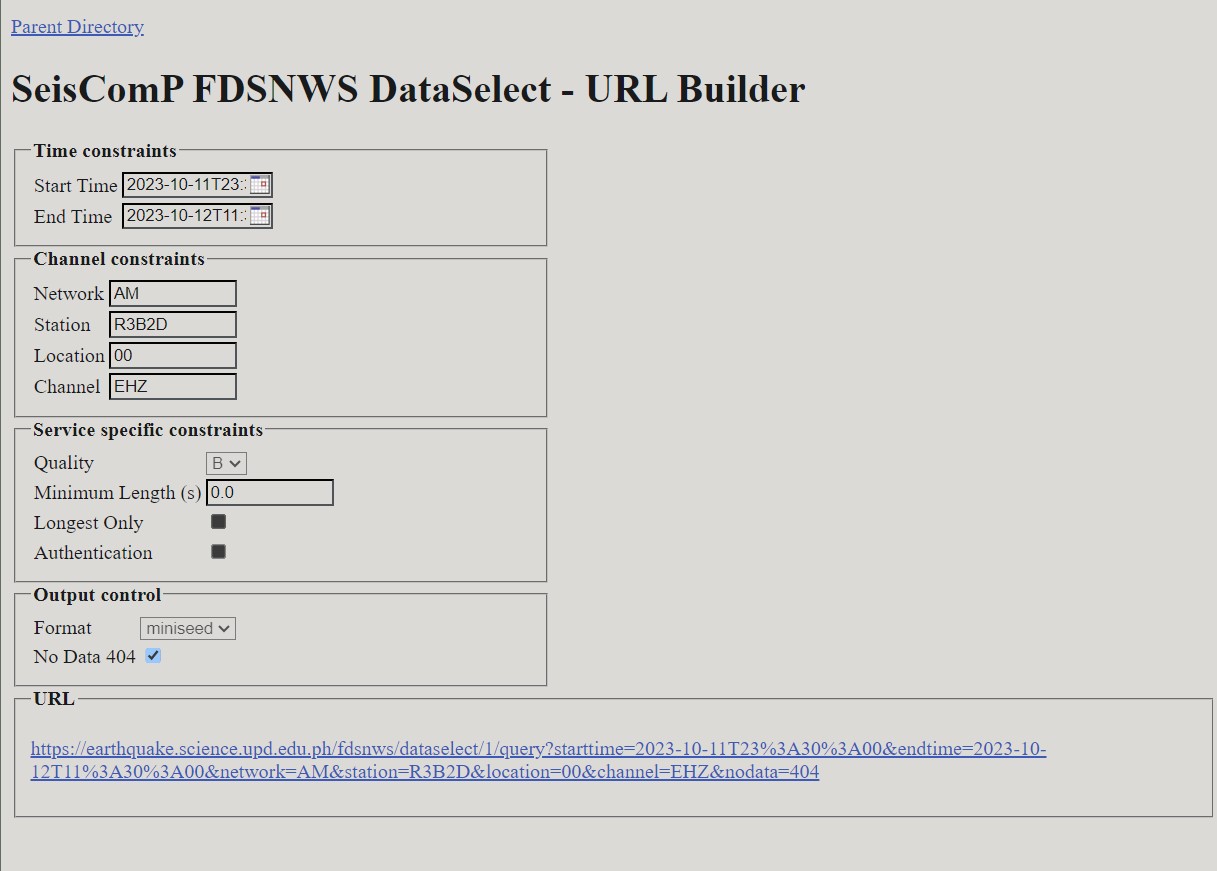 Parent Directory
SeisComP FDSNWS DataSelect - URL Builder
Time constraints
Start Time 2023-10-11T23:
End Time 2023-10-12T11:
Channel constraints
Network AM
Station R3B2D
Location 00
Channel EHZ
Service specific constraints
Quality B
Minimum Length (s) 0.0
Longest Only
Authentication
Output control
Format miniseed
No Data 404
URL
https://earthquake.science.upd.edu.ph/fdsnws/dataselect/1/query?starttime=2023-10-11T23%3A30%3A00&endtime=2023-10-
12T11%3A30%3A00&network=AM&station=R3B2D&location=00&channel=EHZ&nodata=404